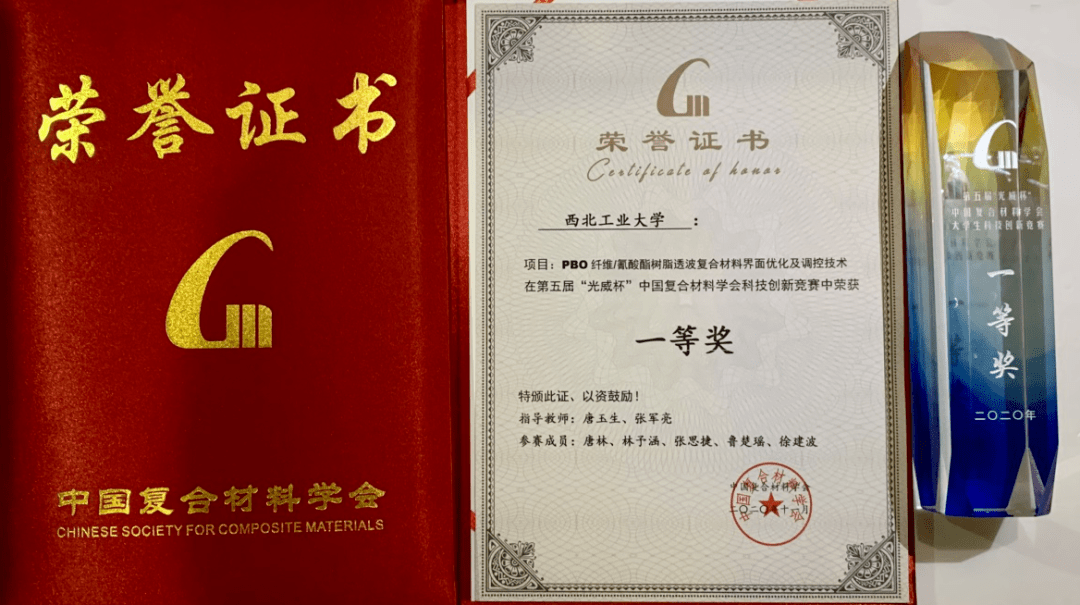 荣誉证书
中国复合材料学会
CHINESE SOCIETY FOR COMPOSITE MATERIALS
荣誉证书
Certificate of honor
西北工业大学:
项目:PBO 纤维/氰酸酯树脂透波复合材料界面优化及调控技术
在第五届“光威杯”中国复合材料学会科技创新竞赛中荣获
一等奖
特颁此证、以资鼓励!
指导教师:唐玉生、张军亮
参赛成员:唐林、林予涵、张思捷、鲁楚瑶、徐建波
中国复合材料学会
二〇二〇年十一月
第五届“光威杯”
中国复合材料学会
大学生科技创新竞赛
一等奖
二〇二〇年